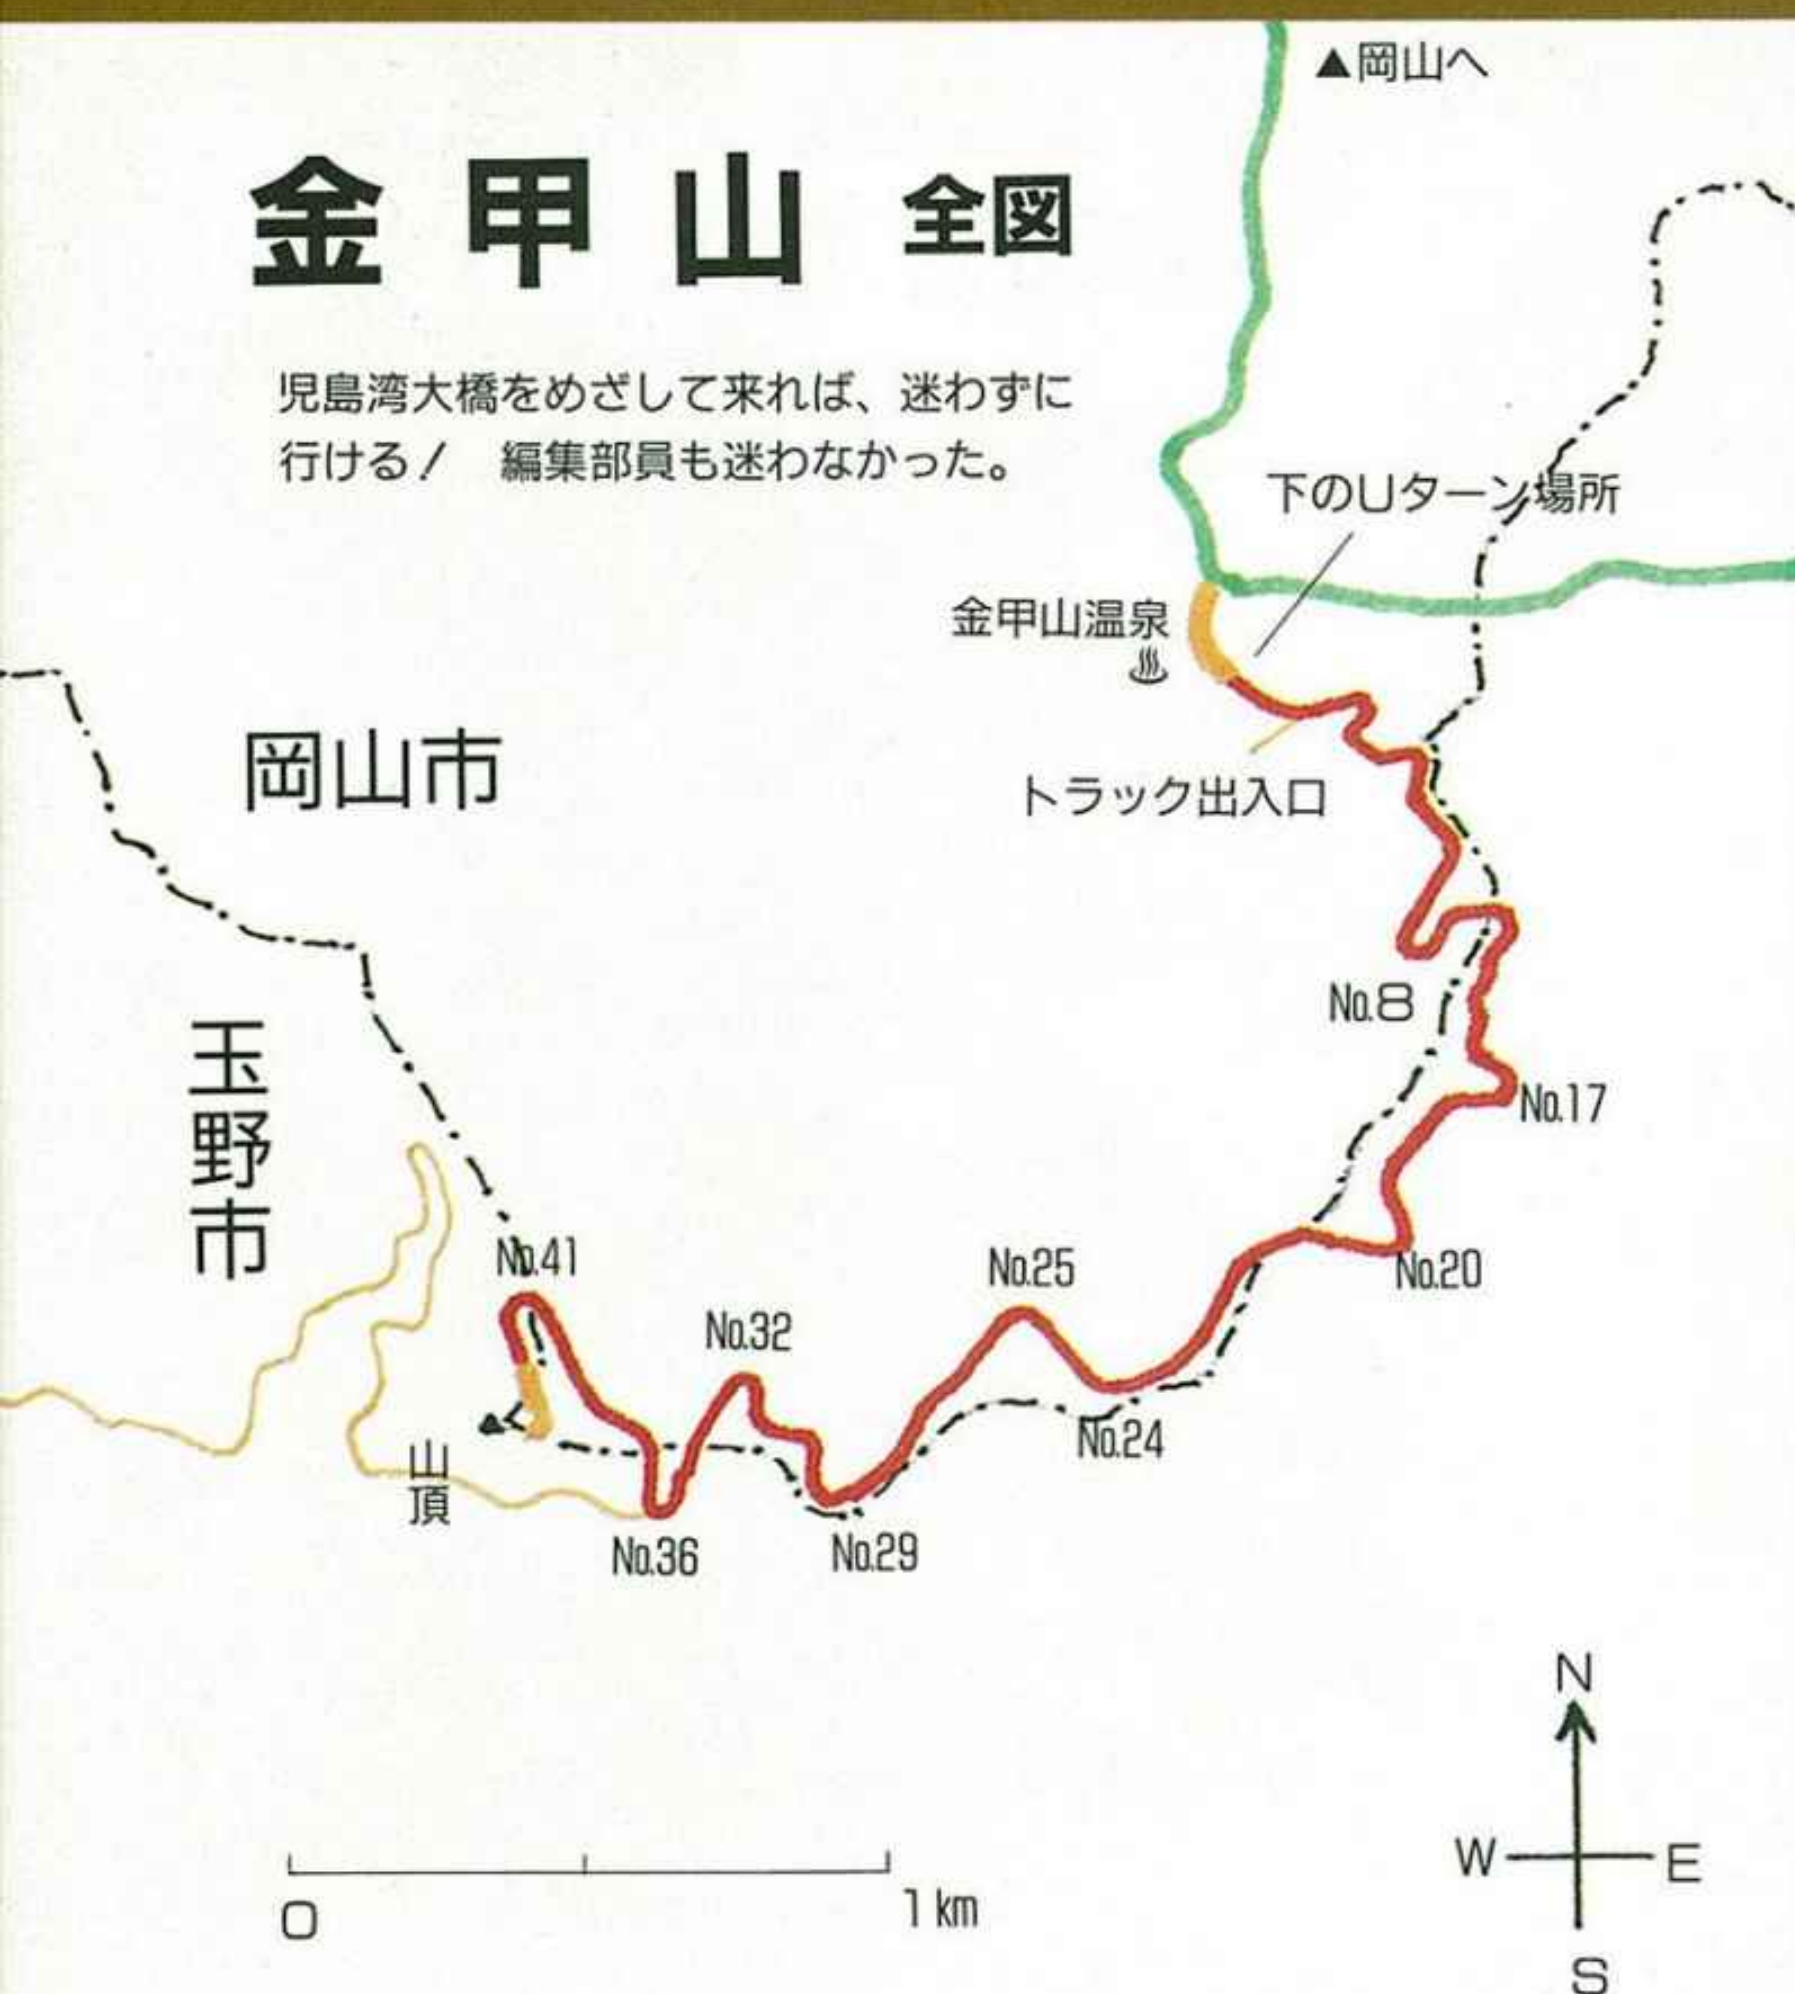 ▲岡山へ
金甲山 全図
児島湾大橋をめざして来れば、迷わずに
行ける! 編集部員も迷わなかった。
下のUターン場所
金甲山温泉
♨
トラック出入口
岡山市
玉野市
No.8
No.17
No.20
No.41
No.25
No.32
No.24
山頂
No.36
No.29
N
W E
S
0 1km